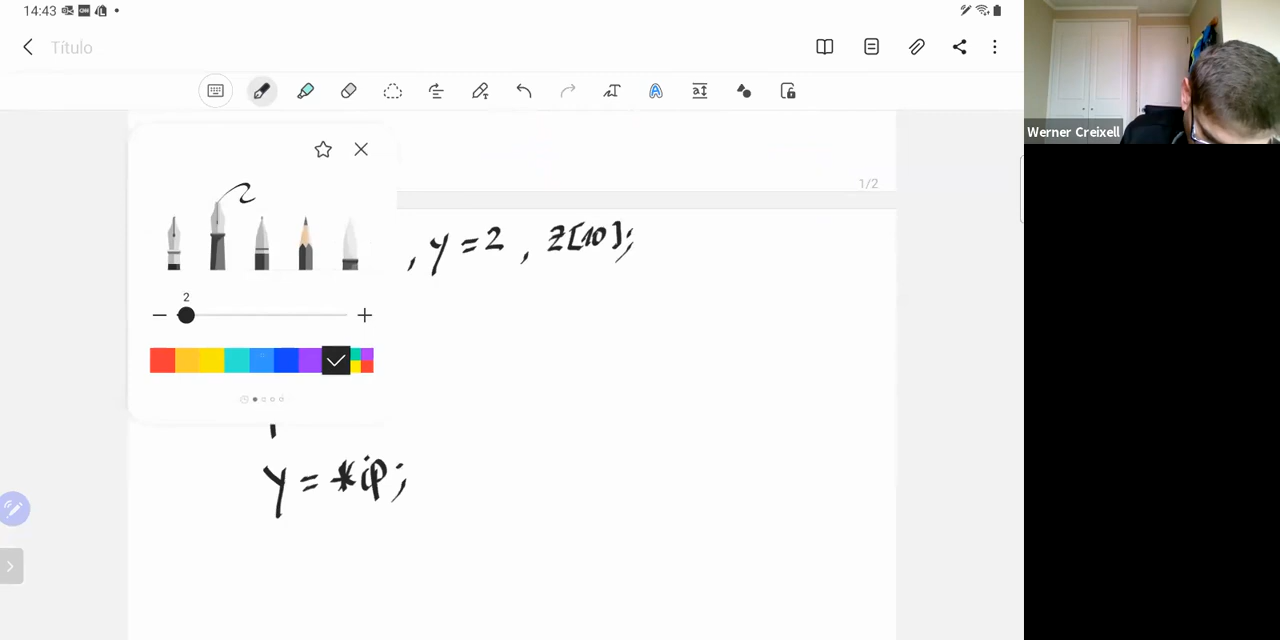 14:43
Título
1/2
, y = 2 , z[10];
2
y = *ip;
Werner Creixell